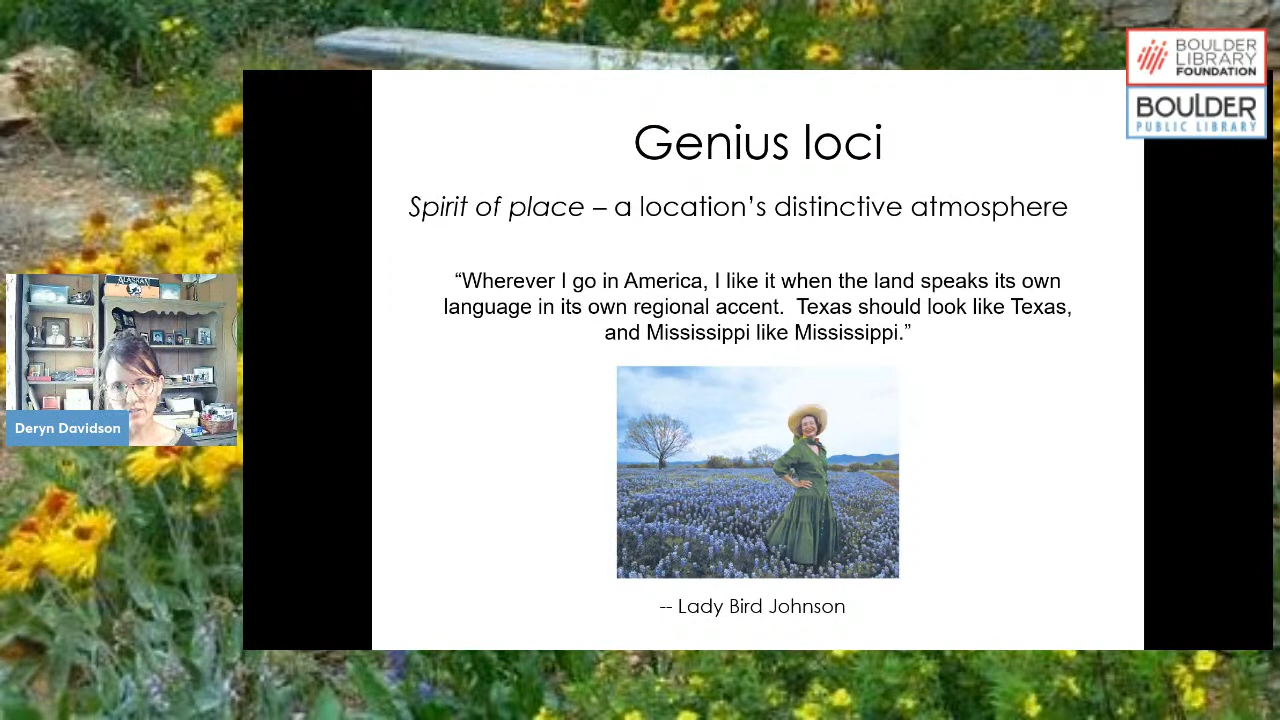 BOULDER
LIBRARY
FOUNDATION
BOULDER
PUBLIC LIBRARY
Genius loci
Spirit of place – a location’s distinctive atmosphere
“Wherever I go in America, I like it when the land speaks its own
language in its own regional accent.  Texas should look like Texas,
and Mississippi like Mississippi.”
ALASKAN
Deryn Davidson
-- Lady Bird Johnson